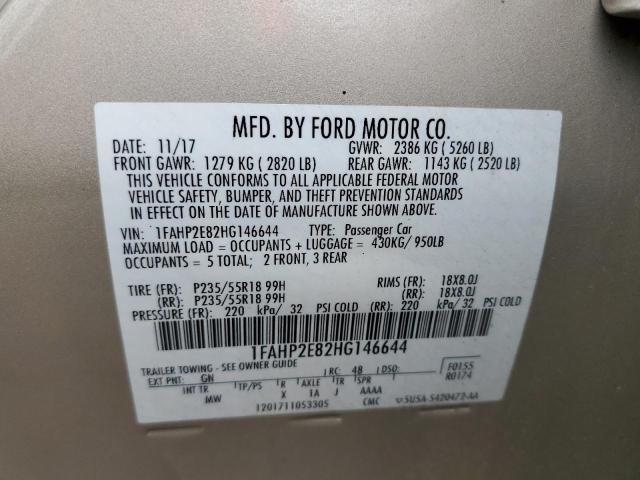 MFD. BY FORD MOTOR CO.
DATE: 11/17 GVWR: 2386 KG ( 5260 LB)
FRONT GAWR: 1279 KG ( 2820 LB) REAR GAWR: 1143 KG ( 2520 LB)
THIS VEHICLE CONFORMS TO ALL APPLICABLE FEDERAL MOTOR
VEHICLE SAFETY, BUMPER, AND THEFT PREVENTION STANDARDS
IN EFFECT ON THE DATE OF MANUFACTURE SHOWN ABOVE.
VIN: 1FAHP2E82HG146644 TYPE: Passenger Car
MAXIMUM LOAD = OCCUPANTS + LUGGAGE = 430KG/ 950LB
OCCUPANTS = 5 TOTAL; 2 FRONT, 3 REAR
TIRE (FR): P235/55R18 99H RIMS (FR): 18X8.0J
(RR): P235/55R18 99H (RR): 18X8.0J
PRESSURE (FR): 220 kPa/ 32 PSI COLD (RR): 220 kPa/ 32 PSI COLD
1FAHP2E82HG146644
TRAILER TOWING - SEE OWNER GUIDE
EXT PNT: GN RC: 48 DSO: F0155
R0174
INT TR TP/PS R AXLE TR SPR
MW X 1A J AAAA
1201711053305 CMC 5U5A-5420472-AA